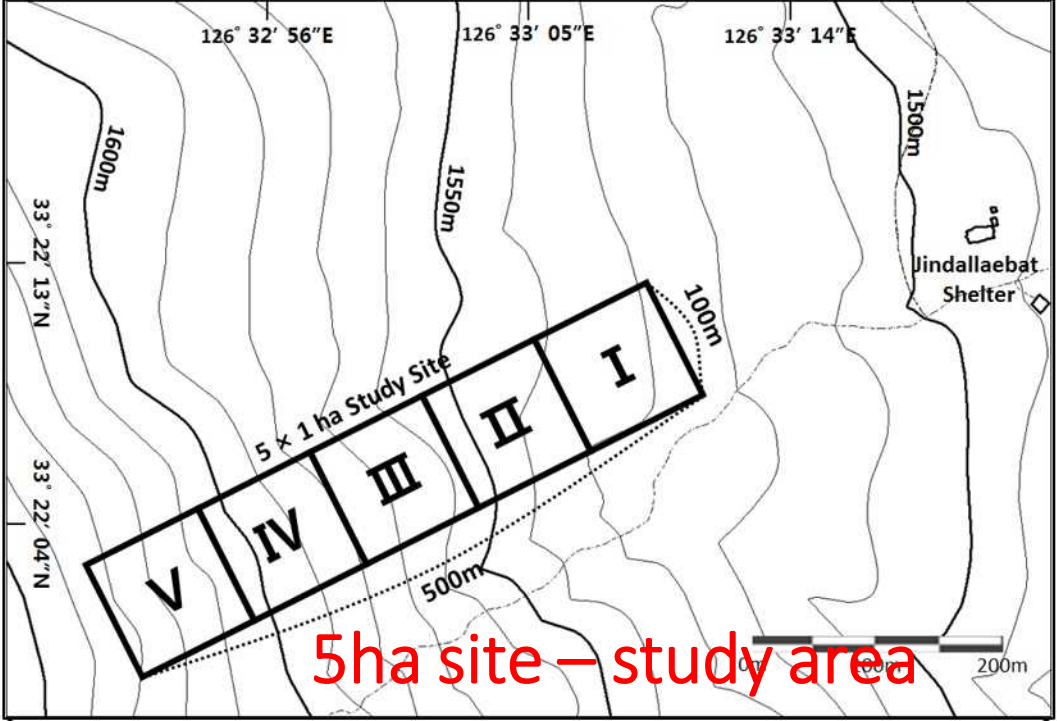 126° 32′ 56″E
126° 33′ 05″E
126° 33′ 14″E
1600m
1550m
1500m
33° 22′ 13″N
Jindallaebat
Shelter
100m
5 × 1 ha Study Site
I
II
III
IV
V
33° 22′ 04″N
500m
5ha site – study area
0m
100m
200m